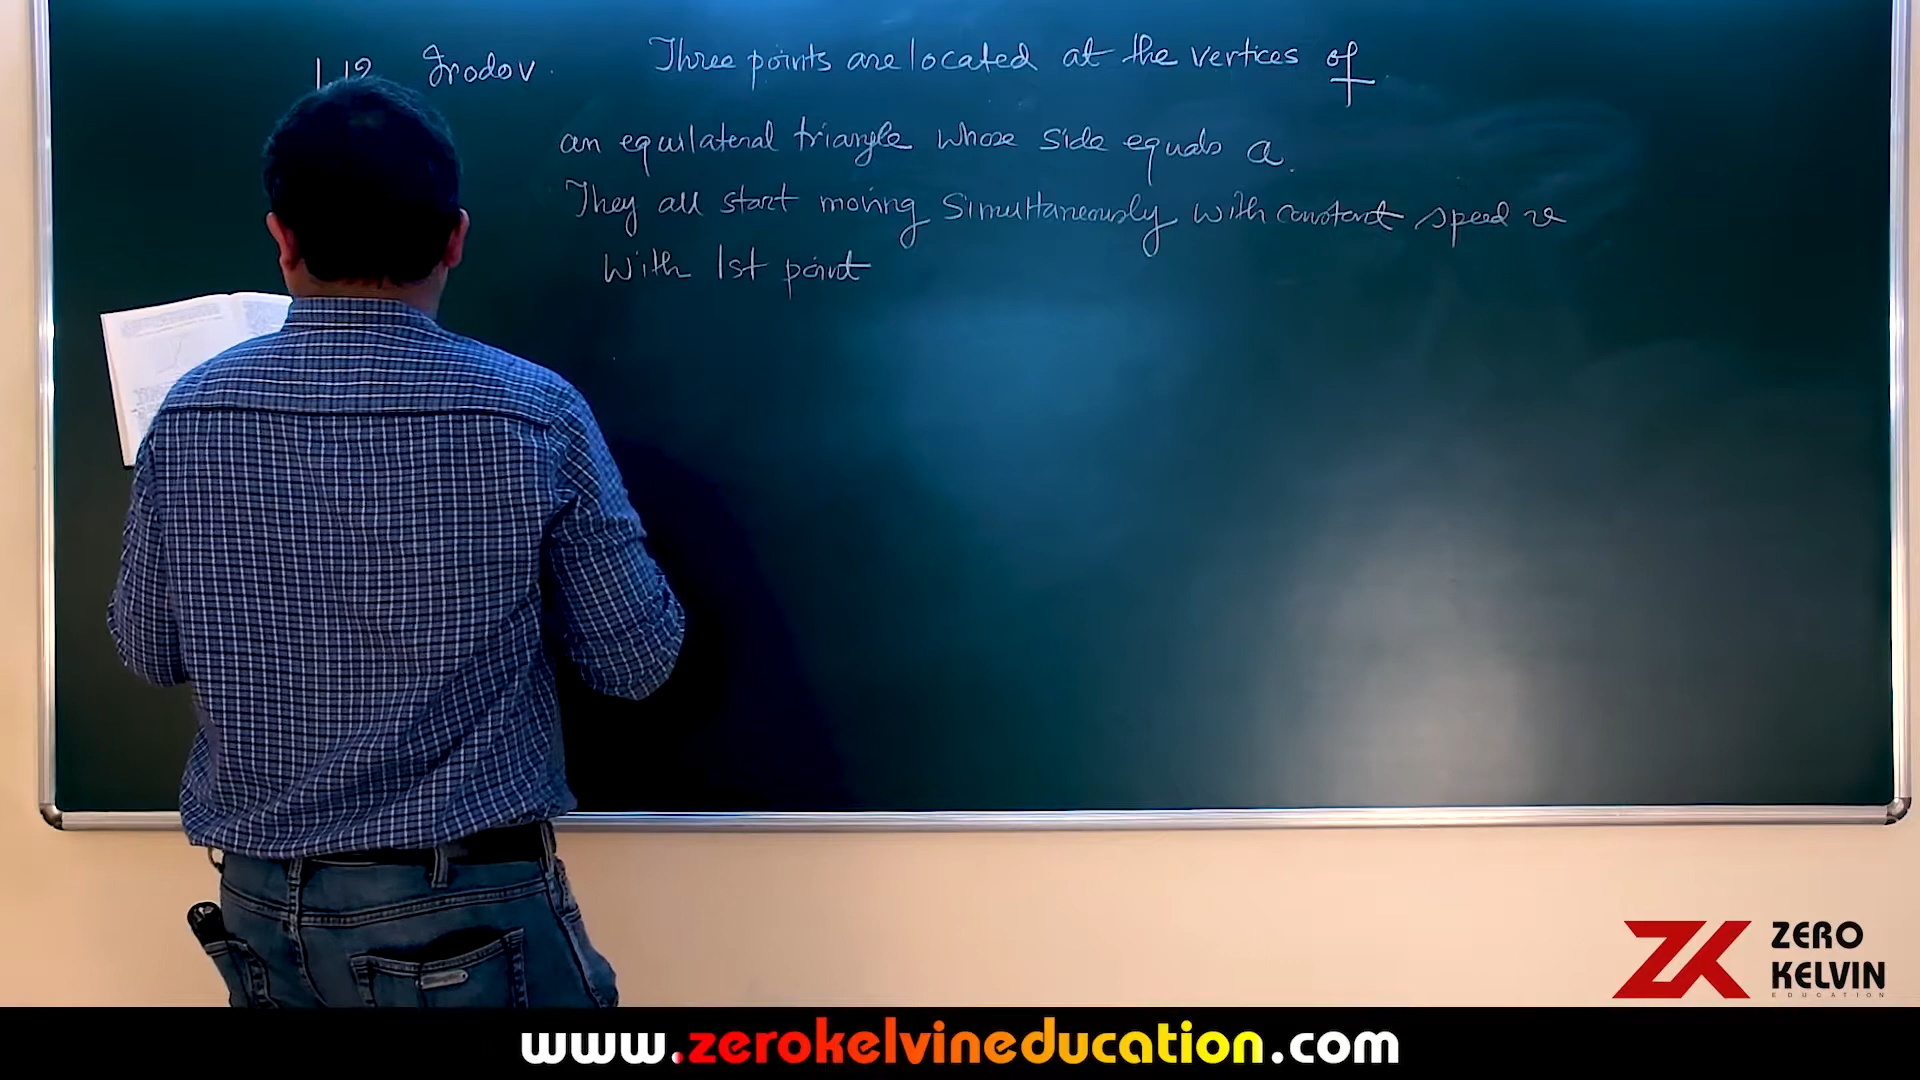 1.12 Irodov. Three points are located at the vertices of
an equilateral triangle whose side equals a.
They all start moving Simultaneously with constant speed v
With 1st point
ZK ZERO
KELVIN
EDUCATION
www.zerokelvineducation.com